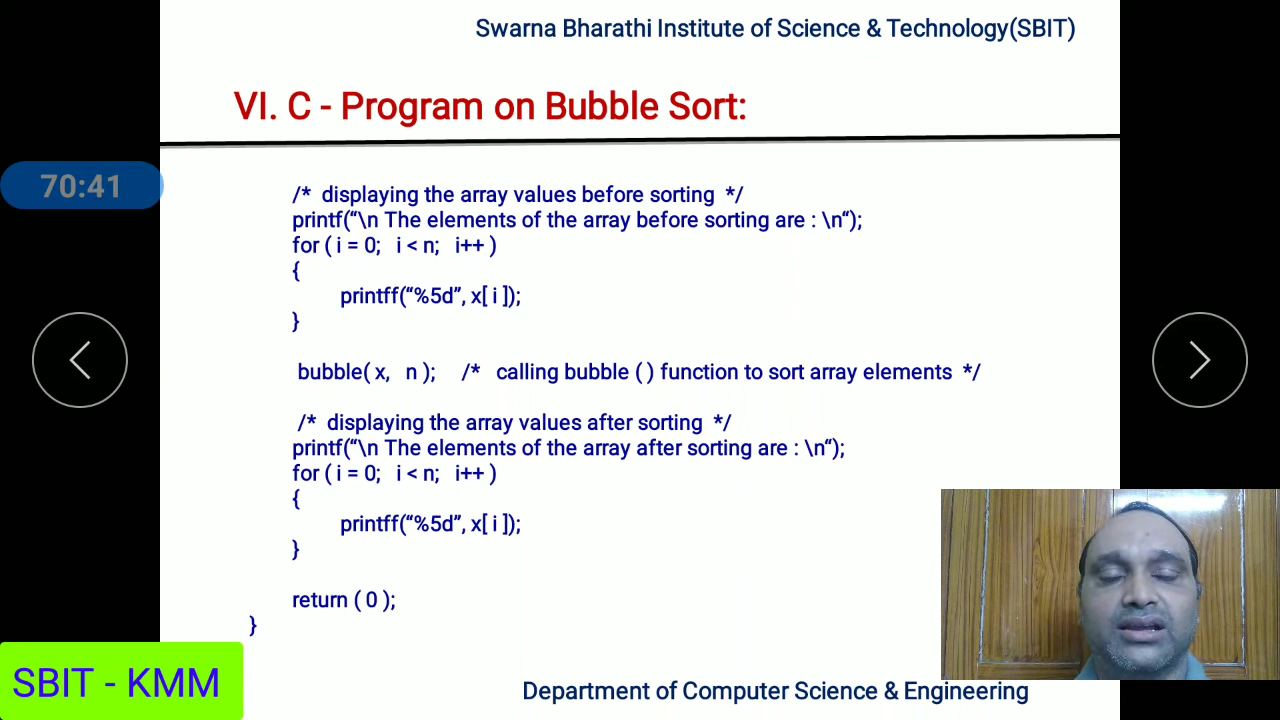 Swarna Bharathi Institute of Science & Technology(SBIT)
VI. C - Program on Bubble Sort:
70:41
/* displaying the array values before sorting */
printf(“\n The elements of the array before sorting are : \n“);
for ( i = 0; i < n; i++ )
{
printff(“%5d”, x[ i ]);
}
bubble( x, n ); /* calling bubble ( ) function to sort array elements */
/* displaying the array values after sorting */
printf(“\n The elements of the array after sorting are : \n“);
for ( i = 0; i < n; i++ )
{
printff(“%5d”, x[ i ]);
}
return ( 0 );
}
SBIT - KMM
Department of Computer Science & Engineering